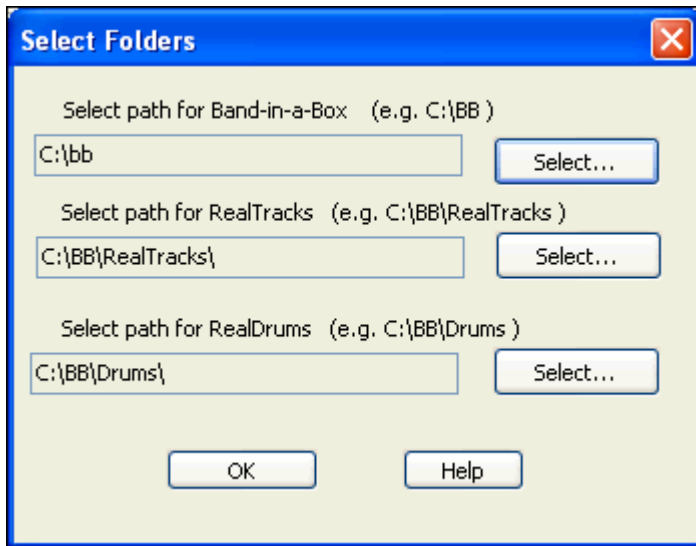 Select Folders
Select path for Band-in-a-Box (e.g. C:\BB )
C:\bb
Select...
Select path for RealTracks (e.g. C:\BB\RealTracks )
C:\BB\RealTracks\
Select...
Select path for RealDrums (e.g. C:\BB\Drums )
C:\BB\Drums\
Select...
OK Help